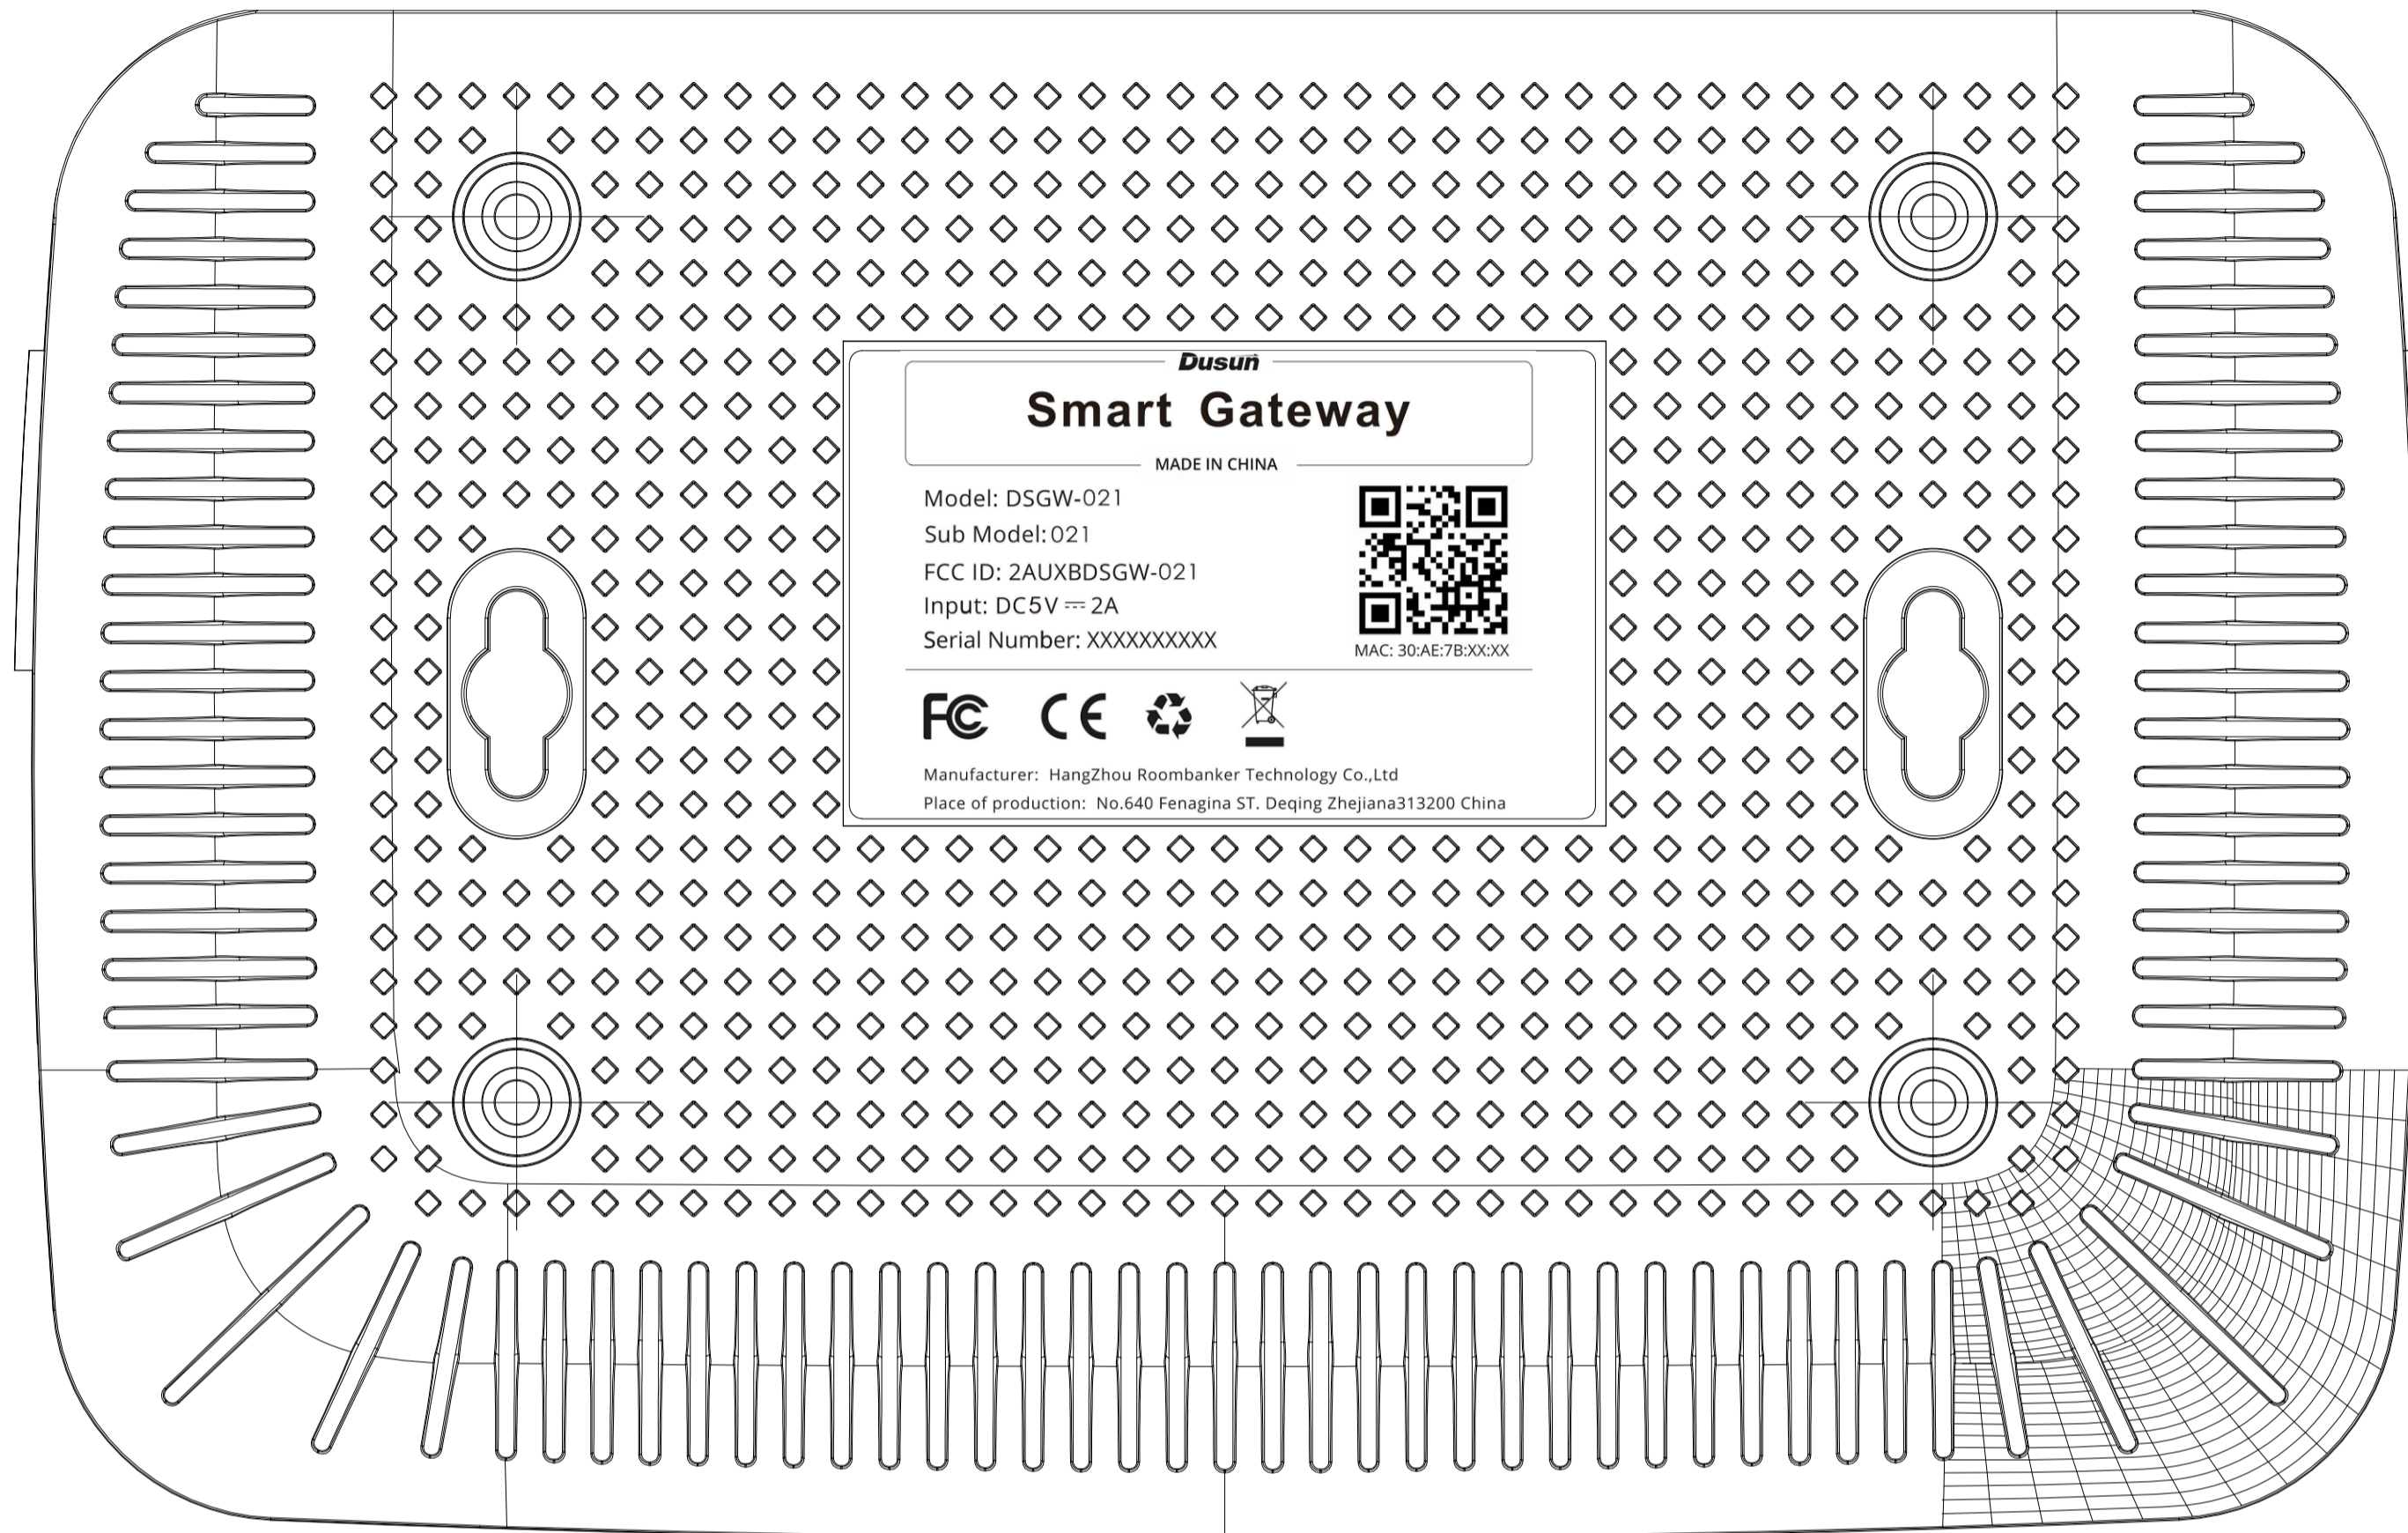 Dusun
Smart Gateway
MADE IN CHINA
Model: DSGW-021
Sub Model: 021
FCC ID: 2AUXBDSGW-021
Input: DC5V ⎓ 2A
Serial Number: XXXXXXXXXX
MAC: 30:AE:7B:XX:XX
FC CE
Manufacturer: HangZhou Roombanker Technology Co.,Ltd
Place of production: No.640 Fenagina ST. Deqing Zhejiana313200 China